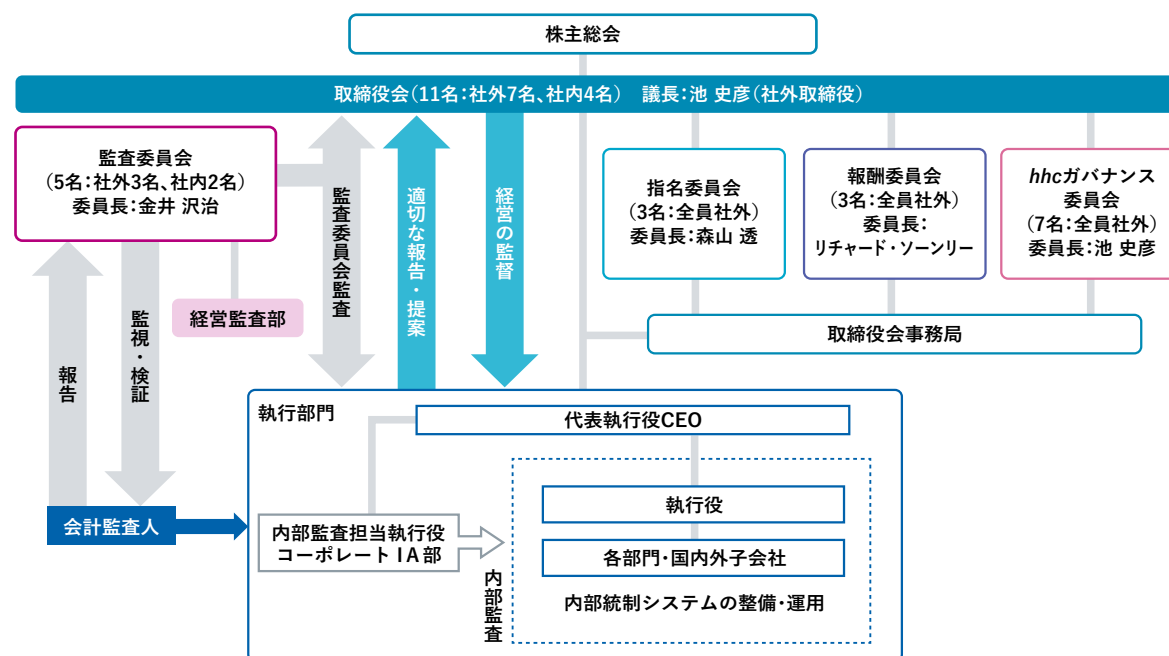 株主総会
取締役会(11名:社外7名、社内4名) 議長:池 史彦(社外取締役)
監査委員会
(5名:社外3名、社内2名)
委員長:金井 沢治
経営監査部
報告
監視・検証
監査委員会監査
適切な報告・提案
経営の監督
指名委員会
(3名:全員社外)
委員長:森山 透
報酬委員会
(3名:全員社外)
委員長:
リチャード・ソーンリー
hhcガバナンス
委員会
(7名:全員社外)
委員長:池 史彦
取締役会事務局
会計監査人
執行部門
代表執行役CEO
内部監査担当執行役
コーポレートIA部
内部監査
執行役
各部門・国内外子会社
内部統制システムの整備・運用